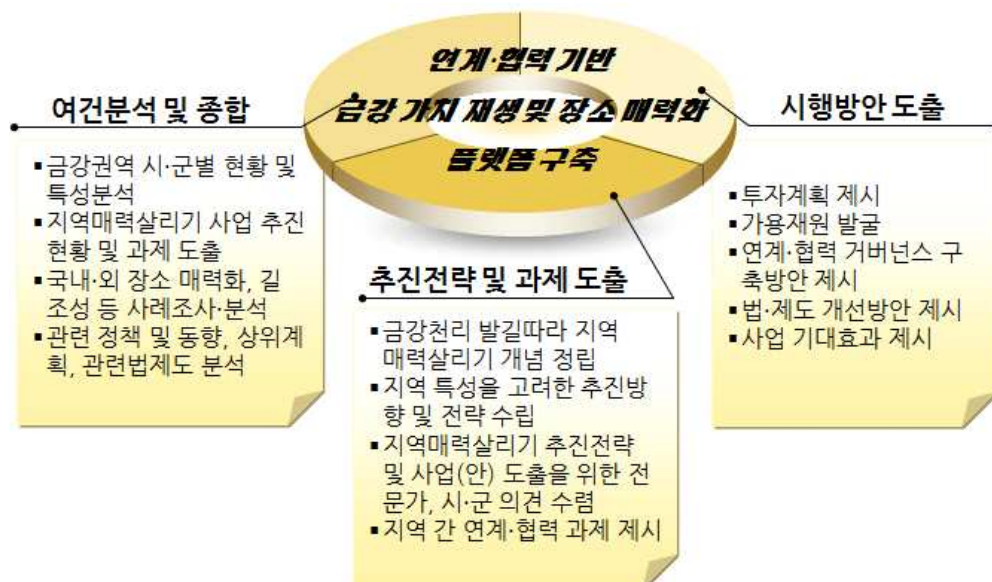 연계·협력 기반
금강 가치 재생 및 장소 매력화
플랫폼 구축
여건분석 및 종합
▪금강권역 시·군별 현황 및
특성분석
▪지역매력살리기 사업 추진
현황 및 과제 도출
▪국내·외 장소 매력화, 길
조성 등 사례조사·분석
▪관련 정책 및 동향, 상위계
획, 관련법제도 분석
추진전략 및 과제 도출
▪금강천리 발길따라 지역
매력살리기 개념 정립
▪지역 특성을 고려한 추진방
향 및 전략 수립
▪지역매력살리기 추진전략
및 사업(안) 도출을 위한 전
문가, 시·군 의견 수렴
▪지역 간 연계·협력 과제 제시
시행방안 도출
▪투자계획 제시
▪가용재원 발굴
▪연계·협력 거버넌스 구
축방안 제시
▪법·제도 개선방안 제시
▪사업 기대효과 제시